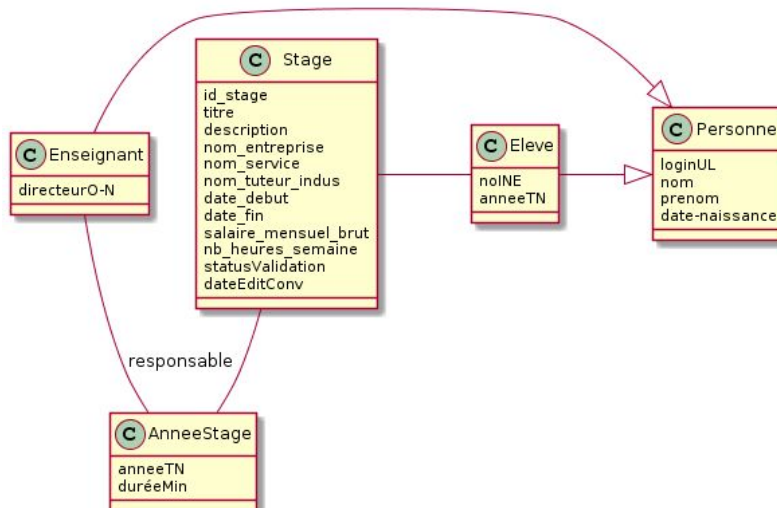 C Stage
id_stage
titre
description
nom_entreprise
nom_service
nom_tuteur_indus
date_debut
date_fin
salaire_mensuel_brut
nb_heures_semaine
statusValidation
dateEditConv
C Enseignant
directeurO-N
C Eleve
noINE
anneeTN
C Personne
loginUL
nom
prenom
date-naissance
responsable
C AnneeStage
anneeTN
duréeMin